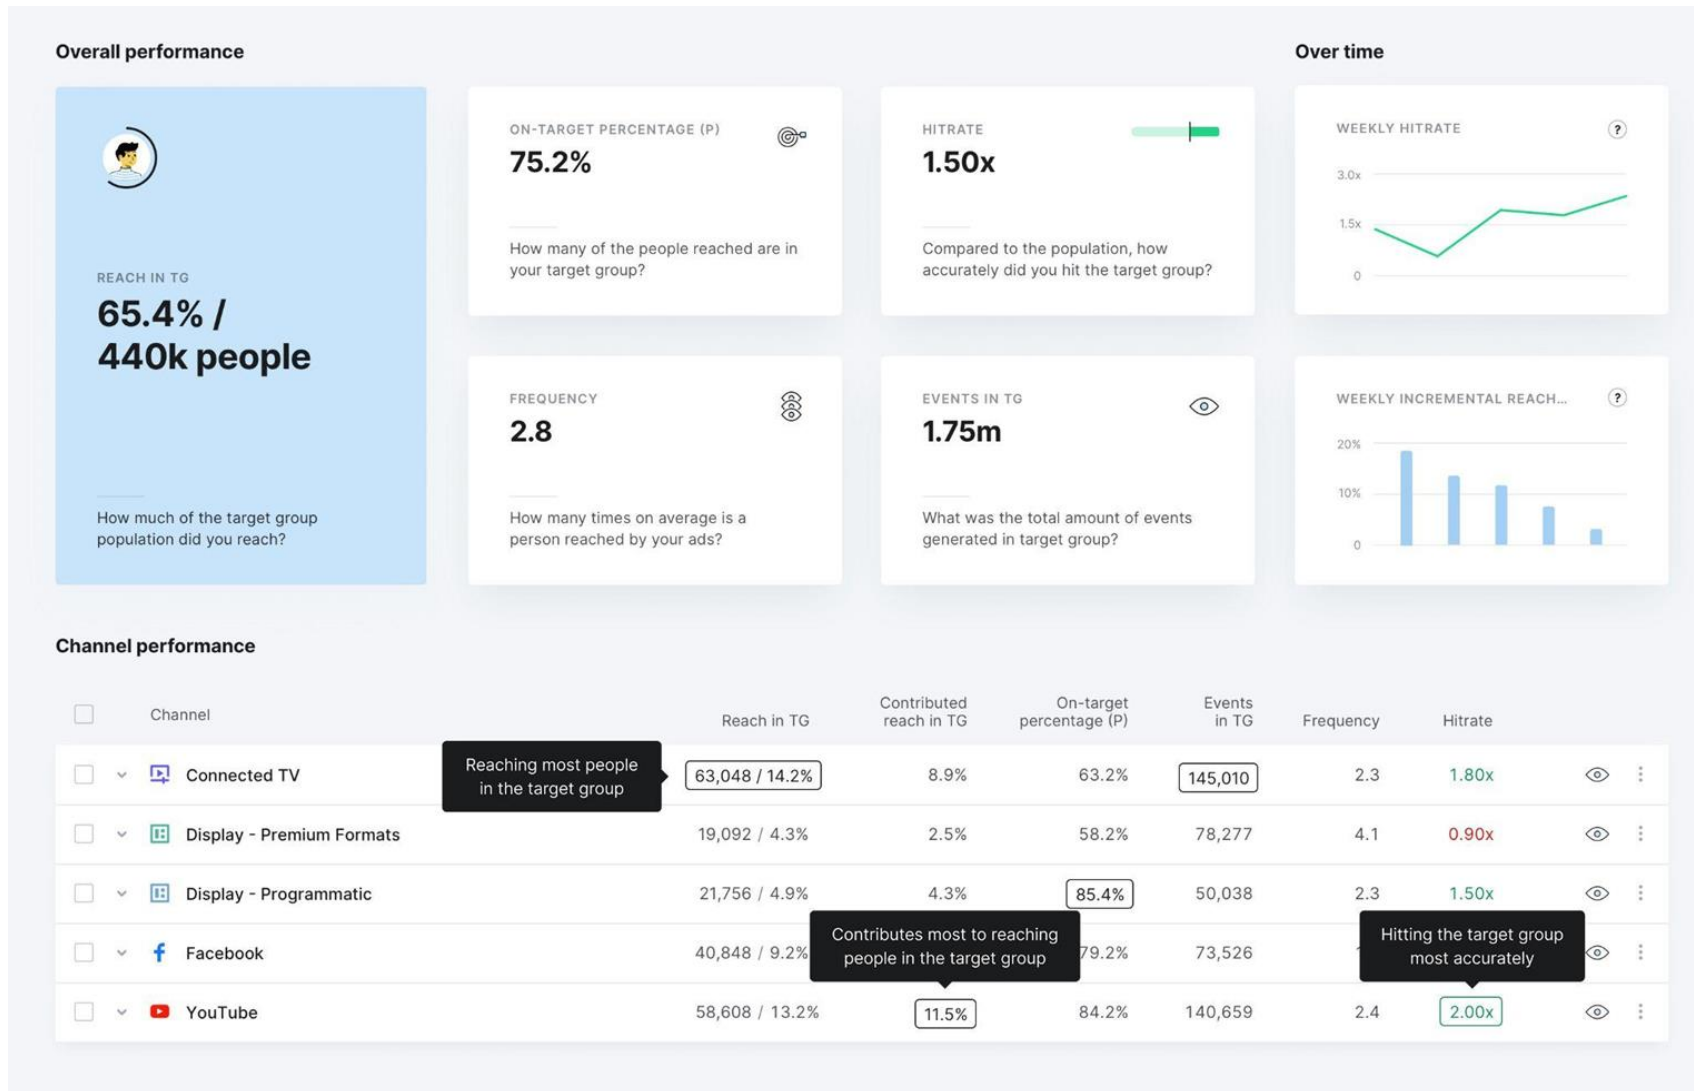 Overall performance
Over time
REACH IN TG
65.4% /
440k people
How much of the target group
population did you reach?
ON-TARGET PERCENTAGE (P)
75.2%
How many of the people reached are in
your target group?
HITRATE
1.50x
Compared to the population, how
accurately did you hit the target group?
WEEKLY HITRATE
?
3.0x
1.5x
0
FREQUENCY
2.8
How many times on average is a
person reached by your ads?
EVENTS IN TG
1.75m
What was the total amount of events
generated in target group?
WEEKLY INCREMENTAL REACH...
?
20%
10%
0
Channel performance
Channel
Reach in TG
Contributed
reach in TG
On-target
percentage (P)
Events
in TG
Frequency
Hitrate
Connected TV
Reaching most people
in the target group
63,048 / 14.2%
8.9%
63.2%
145,010
2.3
1.80x
Display - Premium Formats
19,092 / 4.3%
2.5%
58.2%
78,277
4.1
0.90x
Display - Programmatic
21,756 / 4.9%
4.3%
85.4%
50,038
2.3
1.50x
Facebook
40,848 / 9.2%
Contributes most to reaching
people in the target group
79.2%
73,526
Hitting the target group
most accurately
YouTube
58,608 / 13.2%
11.5%
84.2%
140,659
2.4
2.00x